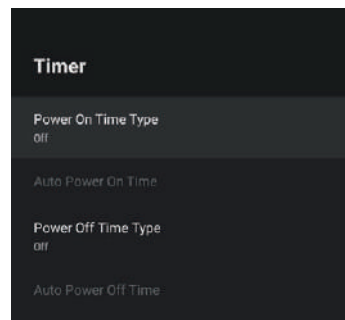 Timer
Power On Time Type
Off
Auto Power On Time
Power Off Time Type
Off
Auto Power Off Time